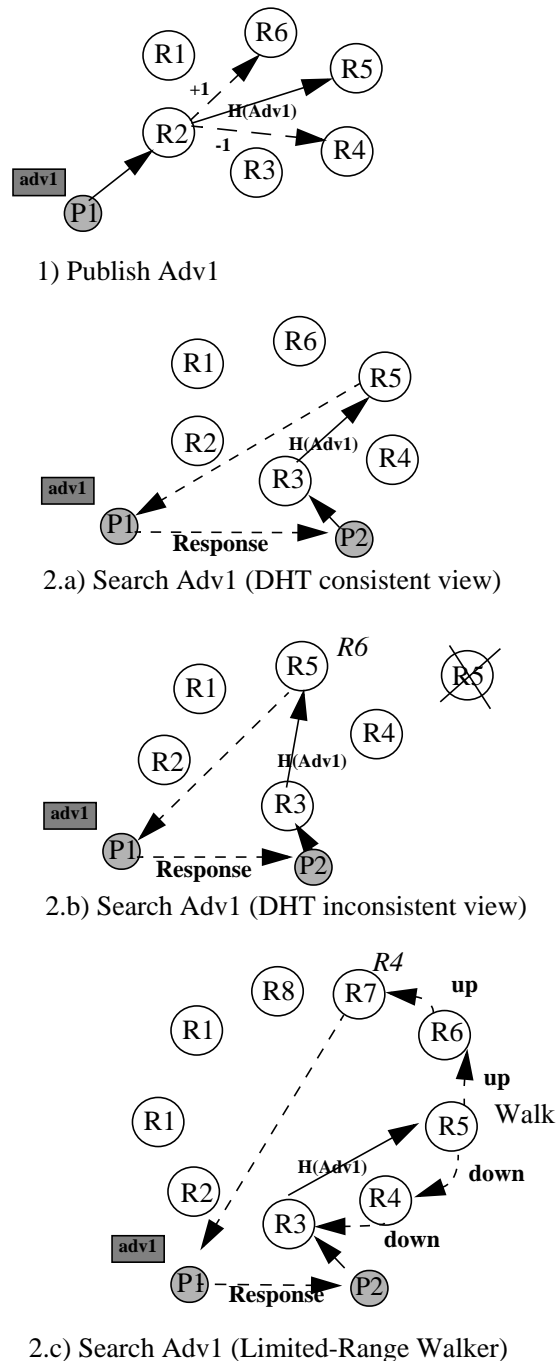 R6
R1
R5
+1
H(Adv1)
R2
-1
R4
R3
adv1
P1
1) Publish Adv1
R6
R1
R5
R2
H(Adv1)
R4
R3
adv1
P1
P2
Response
2.a) Search Adv1 (DHT consistent view)
R6
R5
R5
R1
R4
R2
H(Adv1)
R3
adv1
P1
P2
Response
2.b) Search Adv1 (DHT inconsistent view)
R4
R8
R7
up
R1
R6
up
R1
R5
Walk
H(Adv1)
down
R2
R4
R3
down
adv1
P1
P2
Response
2.c) Search Adv1 (Limited-Range Walker)